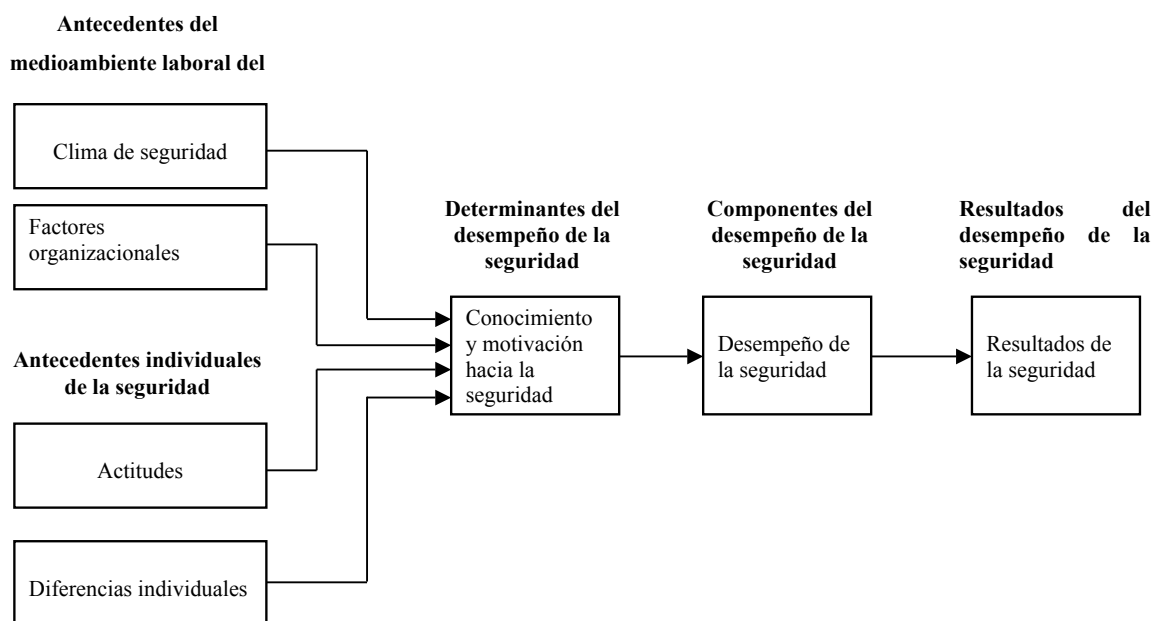 Antecedentes del
medioambiente laboral del
Clima de seguridad
Factores
organizacionales
Antecedentes individuales
de la seguridad
Actitudes
Diferencias individuales
Determinantes del
desempeño de la
seguridad
Conocimiento
y motivación
hacia la
seguridad
Componentes del
desempeño de la
seguridad
Desempeño de
la seguridad
Resultados del
desempeño de la
seguridad
Resultados de
la seguridad